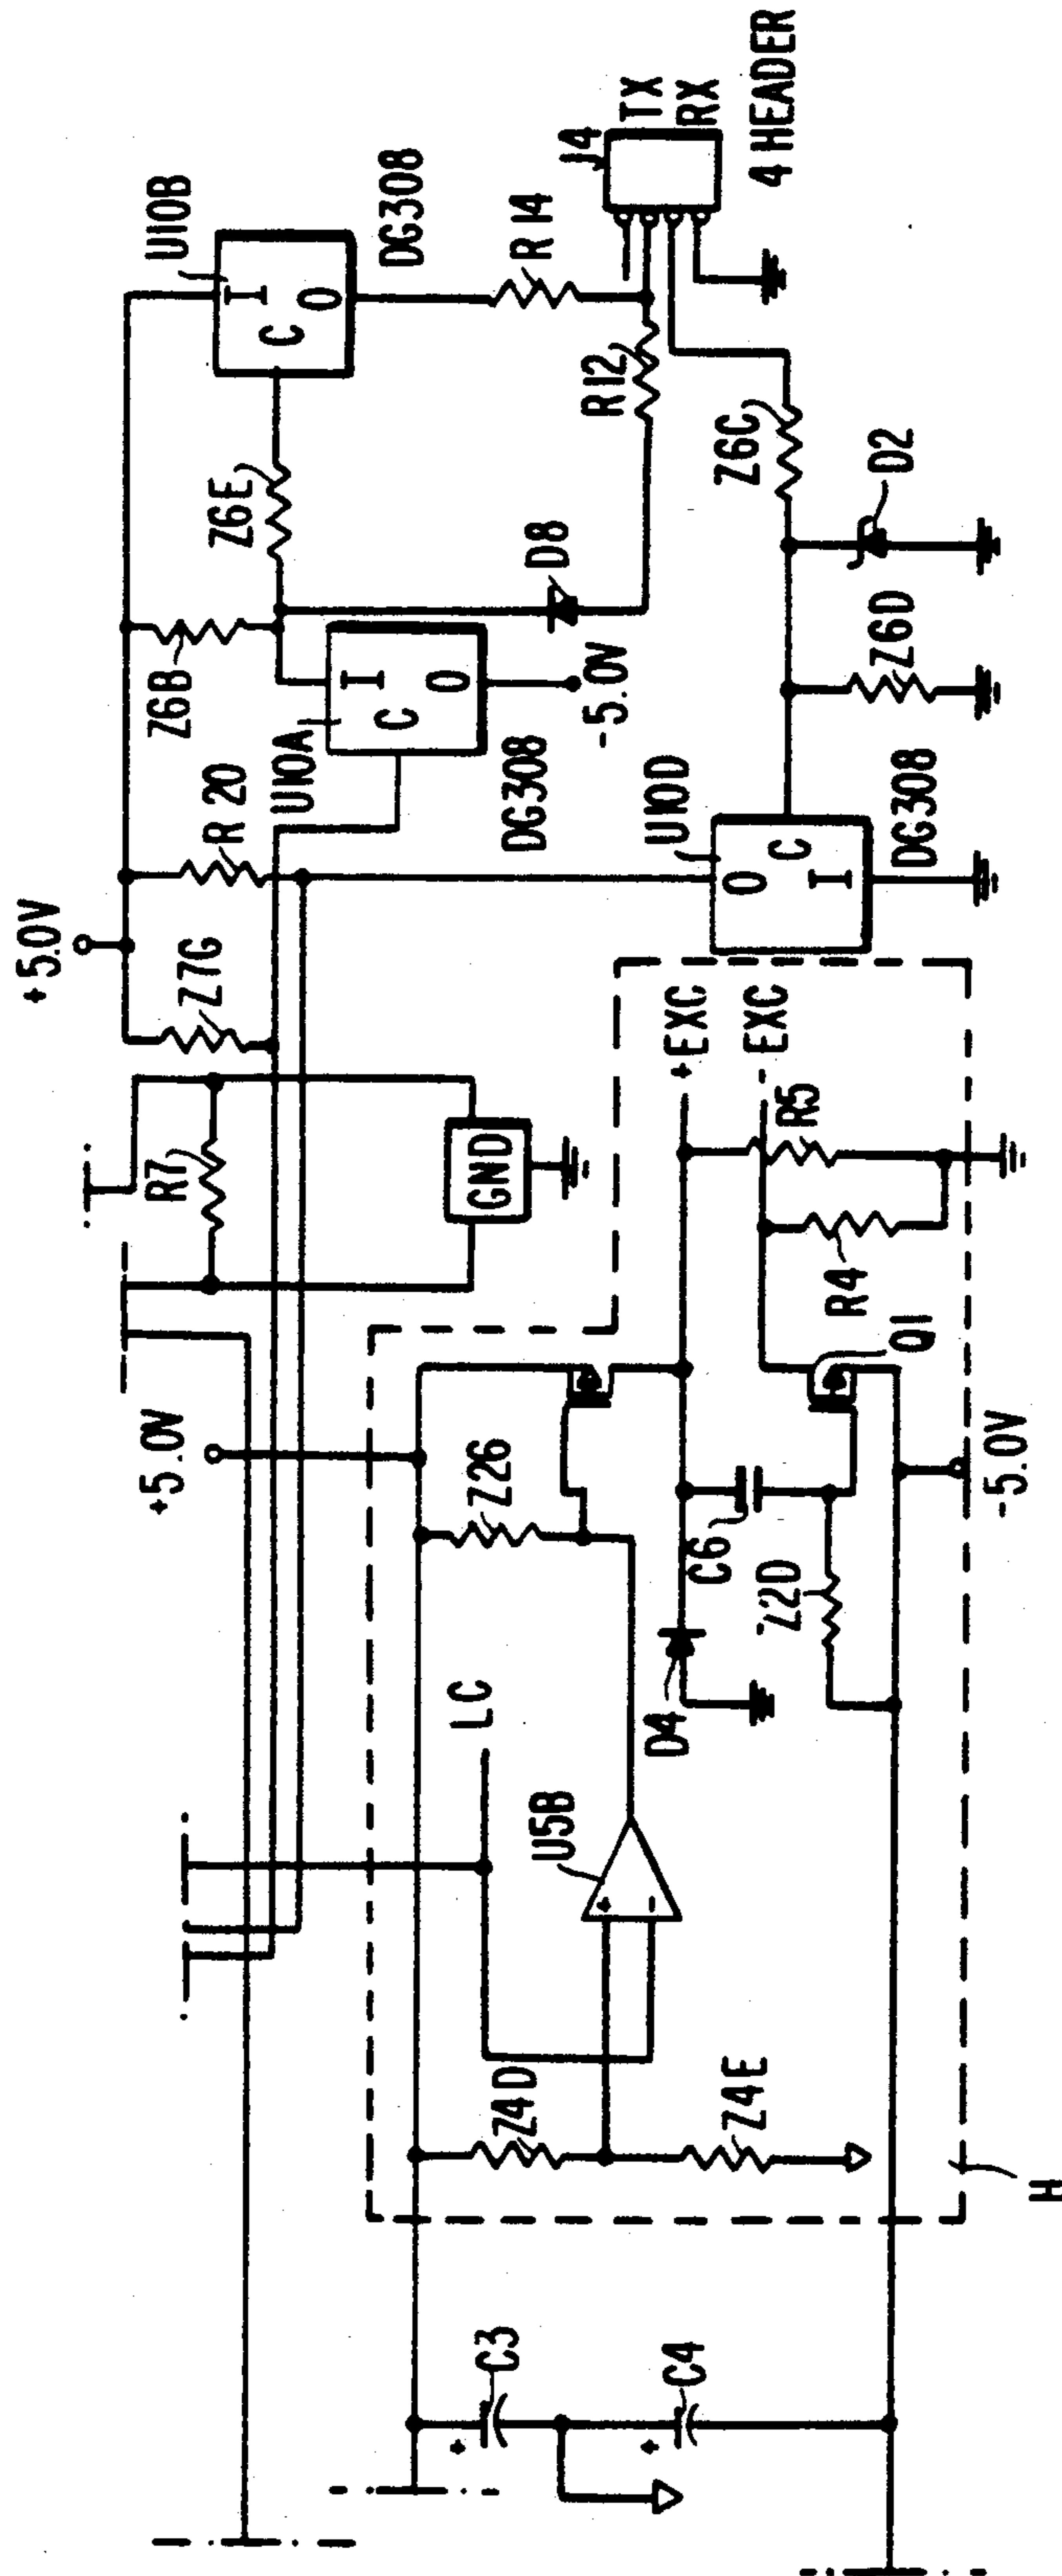 +5.0V
Z7G
R 20
Z6B
Z6E
U10B
I
C
O
DG308
R 14
J4
TX
RX
4 HEADER
R12
D8
U10A
I
C
O
DG308
-5.0V
Z6C
D2
Z6D
U10D
O
C
I
DG308
R7
GND
+5.0V
Z26
+EXC
-EXC
R5
R4
Q1
C6
Z2D
D4
-5.0V
LC
U5B
+
-
Z4D
Z4E
H
+
C3
+
C4